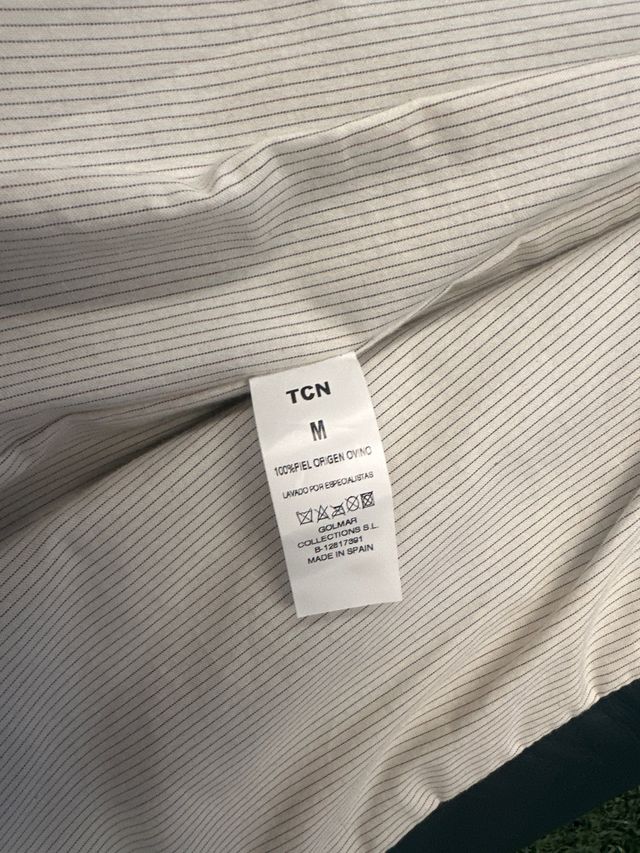 TCN
M
100%PIEL ORIGEN OVINO
LAVADO POR ESPECIALISTAS
GOLMAR
COLLECTIONS S.L.
B-12817391
MADE IN SPAIN